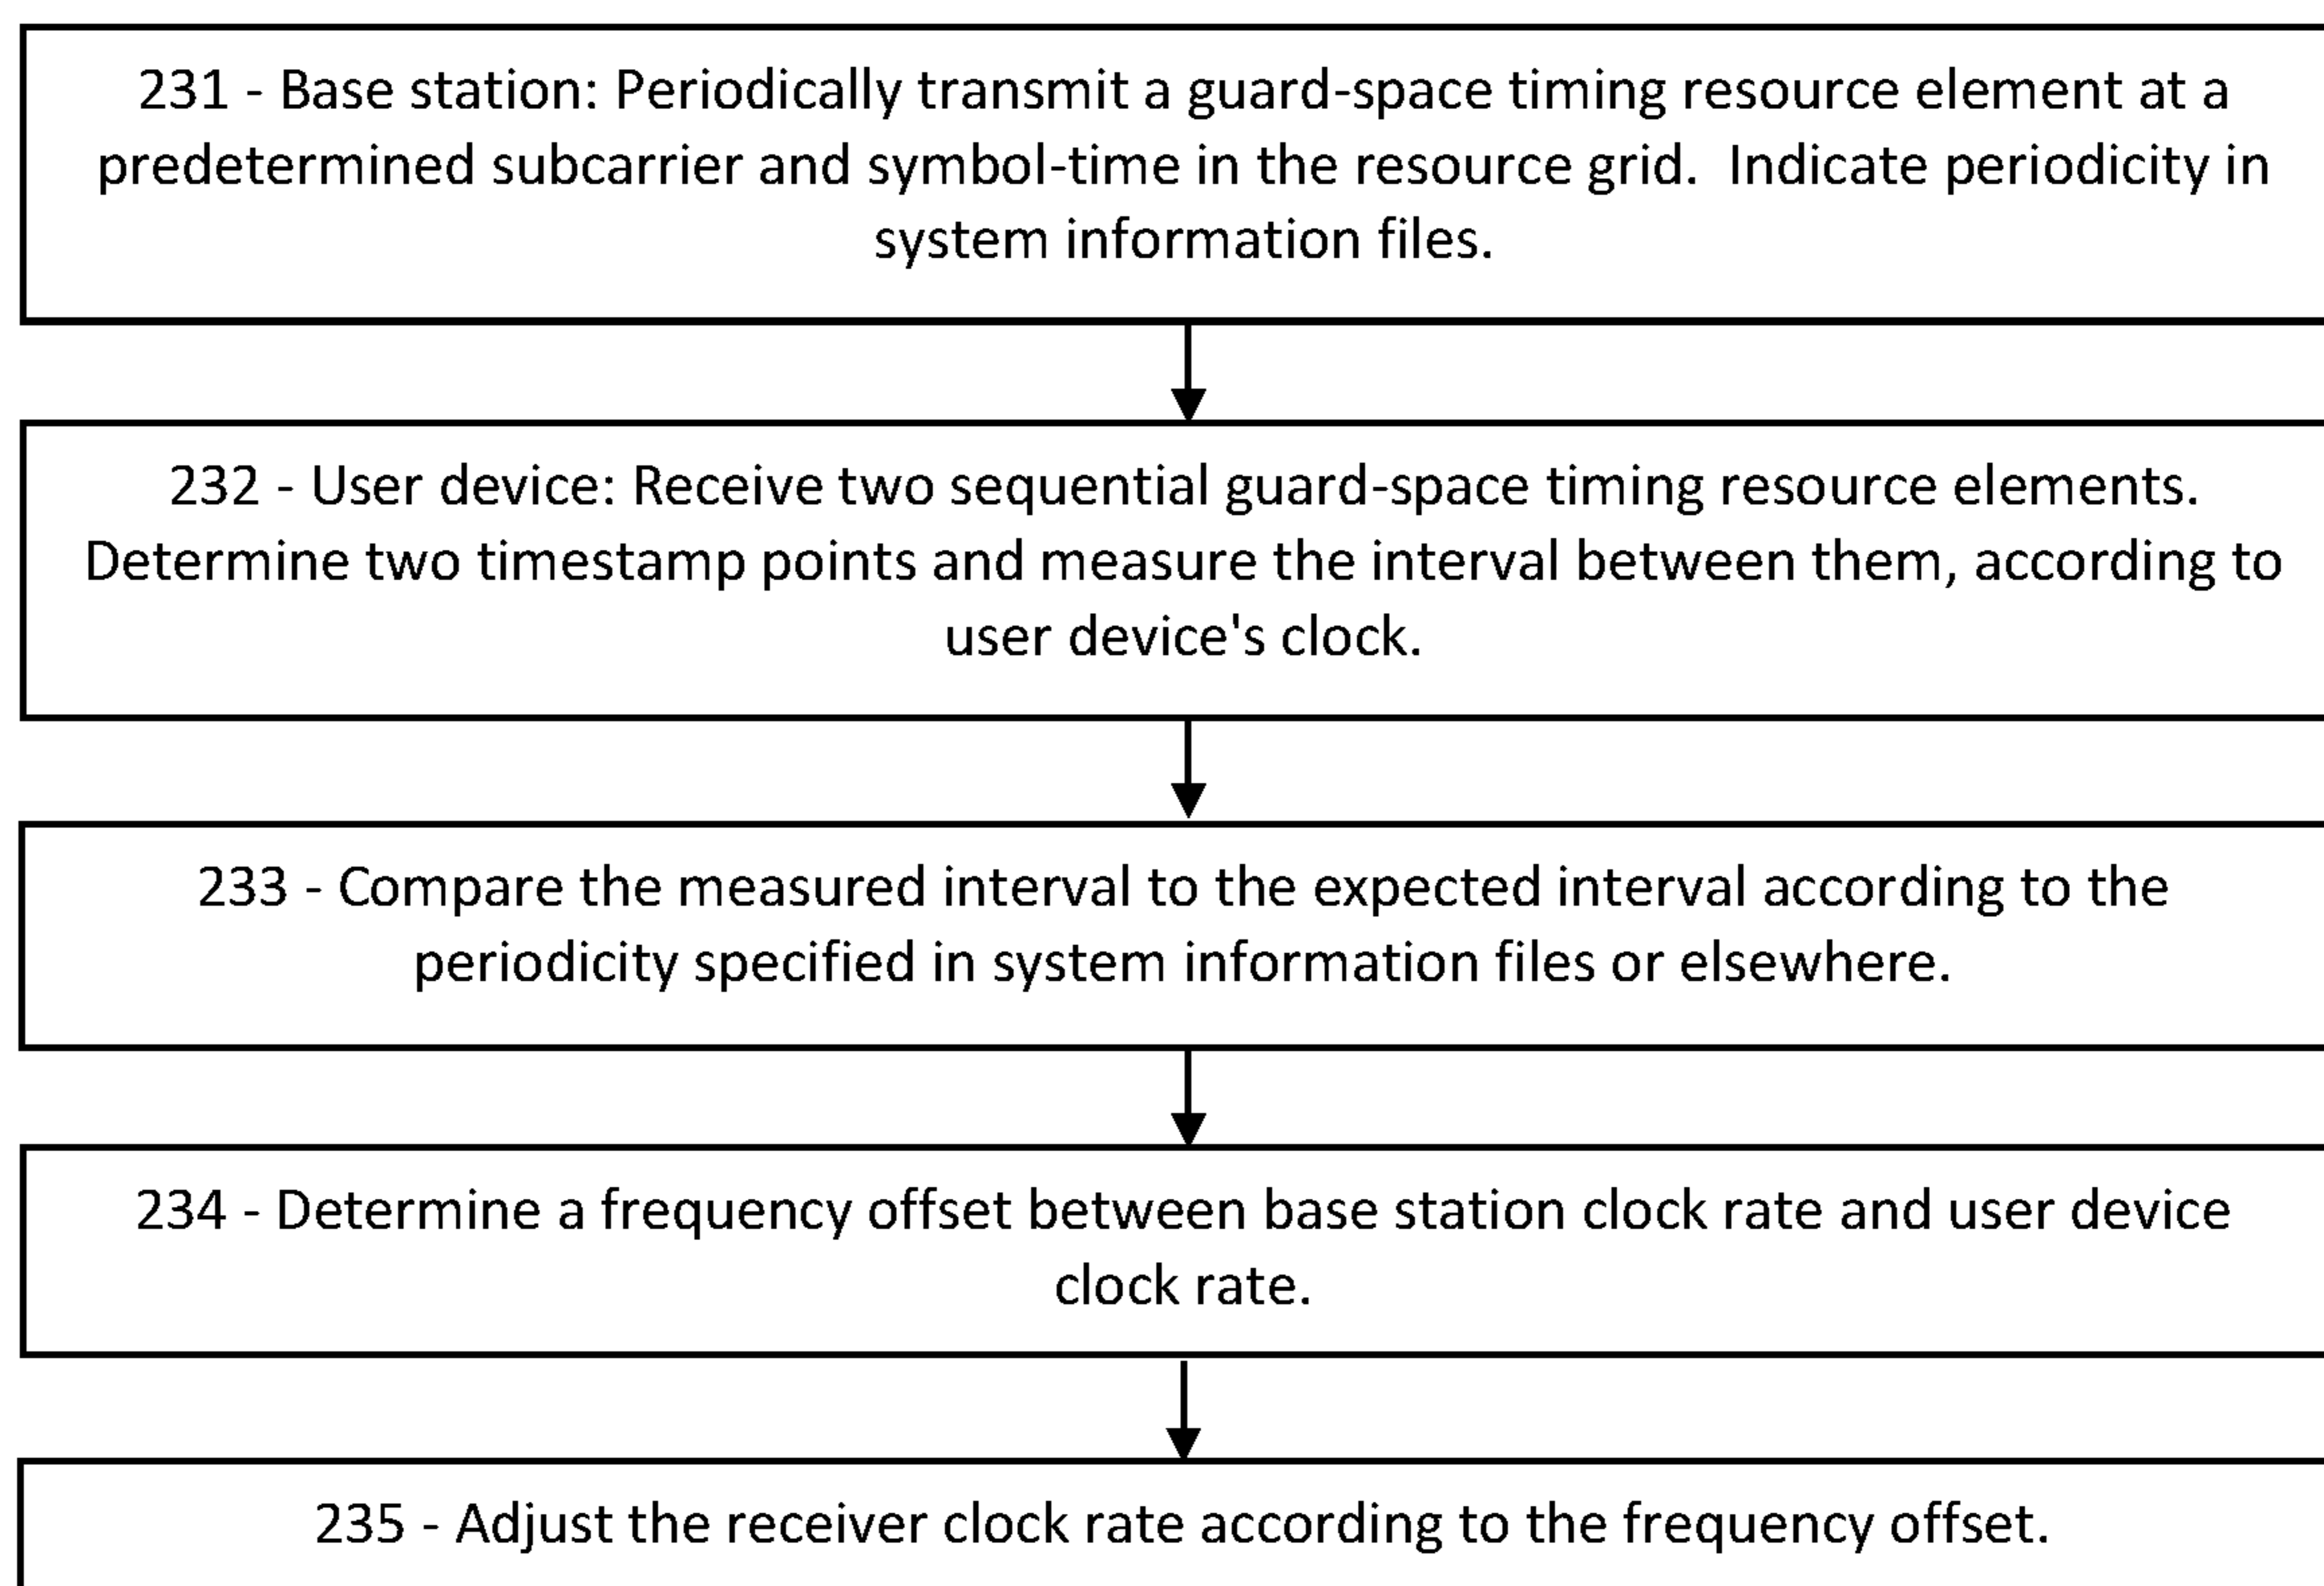 231 - Base station: Periodically transmit a guard-space timing resource element at a
predetermined subcarrier and symbol-time in the resource grid.  Indicate periodicity in
system information files.
232 - User device: Receive two sequential guard-space timing resource elements.
Determine two timestamp points and measure the interval between them, according to
user device's clock.
233 - Compare the measured interval to the expected interval according to the
periodicity specified in system information files or elsewhere.
234 - Determine a frequency offset between base station clock rate and user device
clock rate.
235 - Adjust the receiver clock rate according to the frequency offset.